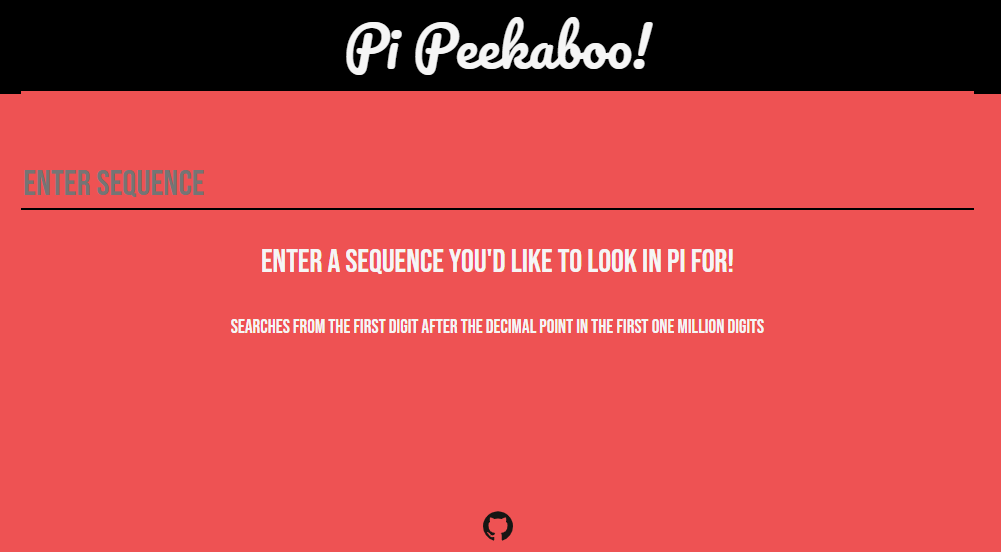 Pi Peekaboo!
ENTER SEQUENCE
ENTER A SEQUENCE YOU'D LIKE TO LOOK IN PI FOR!
SEARCHES FROM THE FIRST DIGIT AFTER THE DECIMAL POINT IN THE FIRST ONE MILLION DIGITS